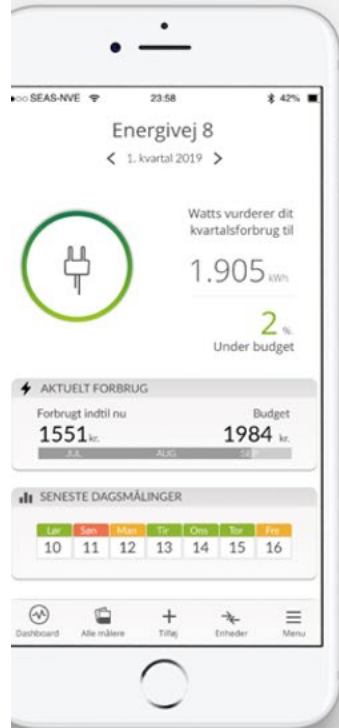 SEAS-NVE 23:58 42%
Energivej 8
< 1. kvartal 2019 >
Watts vurderer dit
kvartalsforbrug til
1.905 kWh
2 %
Under budget
AKTUELT FORBRUG
Forbrugt indtil nu Budget
1551 kr. 1984 kr.
JUL AUG SEP
SENESTE DAGSMÅLINGER
Lør Søn Man Tir Ons Tor Fre
10 11 12 13 14 15 16
Dashboard Alle målere Tilføj Enheder Menu